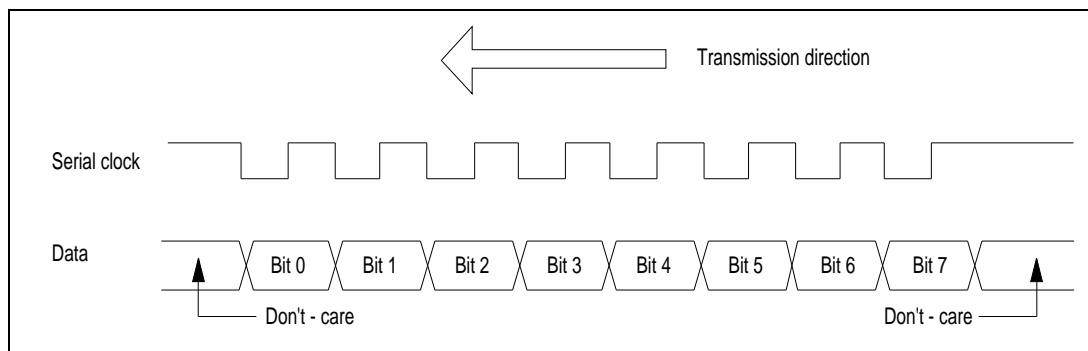 Transmission direction
Serial clock
Data
Bit 0
Bit 1
Bit 2
Bit 3
Bit 4
Bit 5
Bit 6
Bit 7
Don't - care
Don't - care